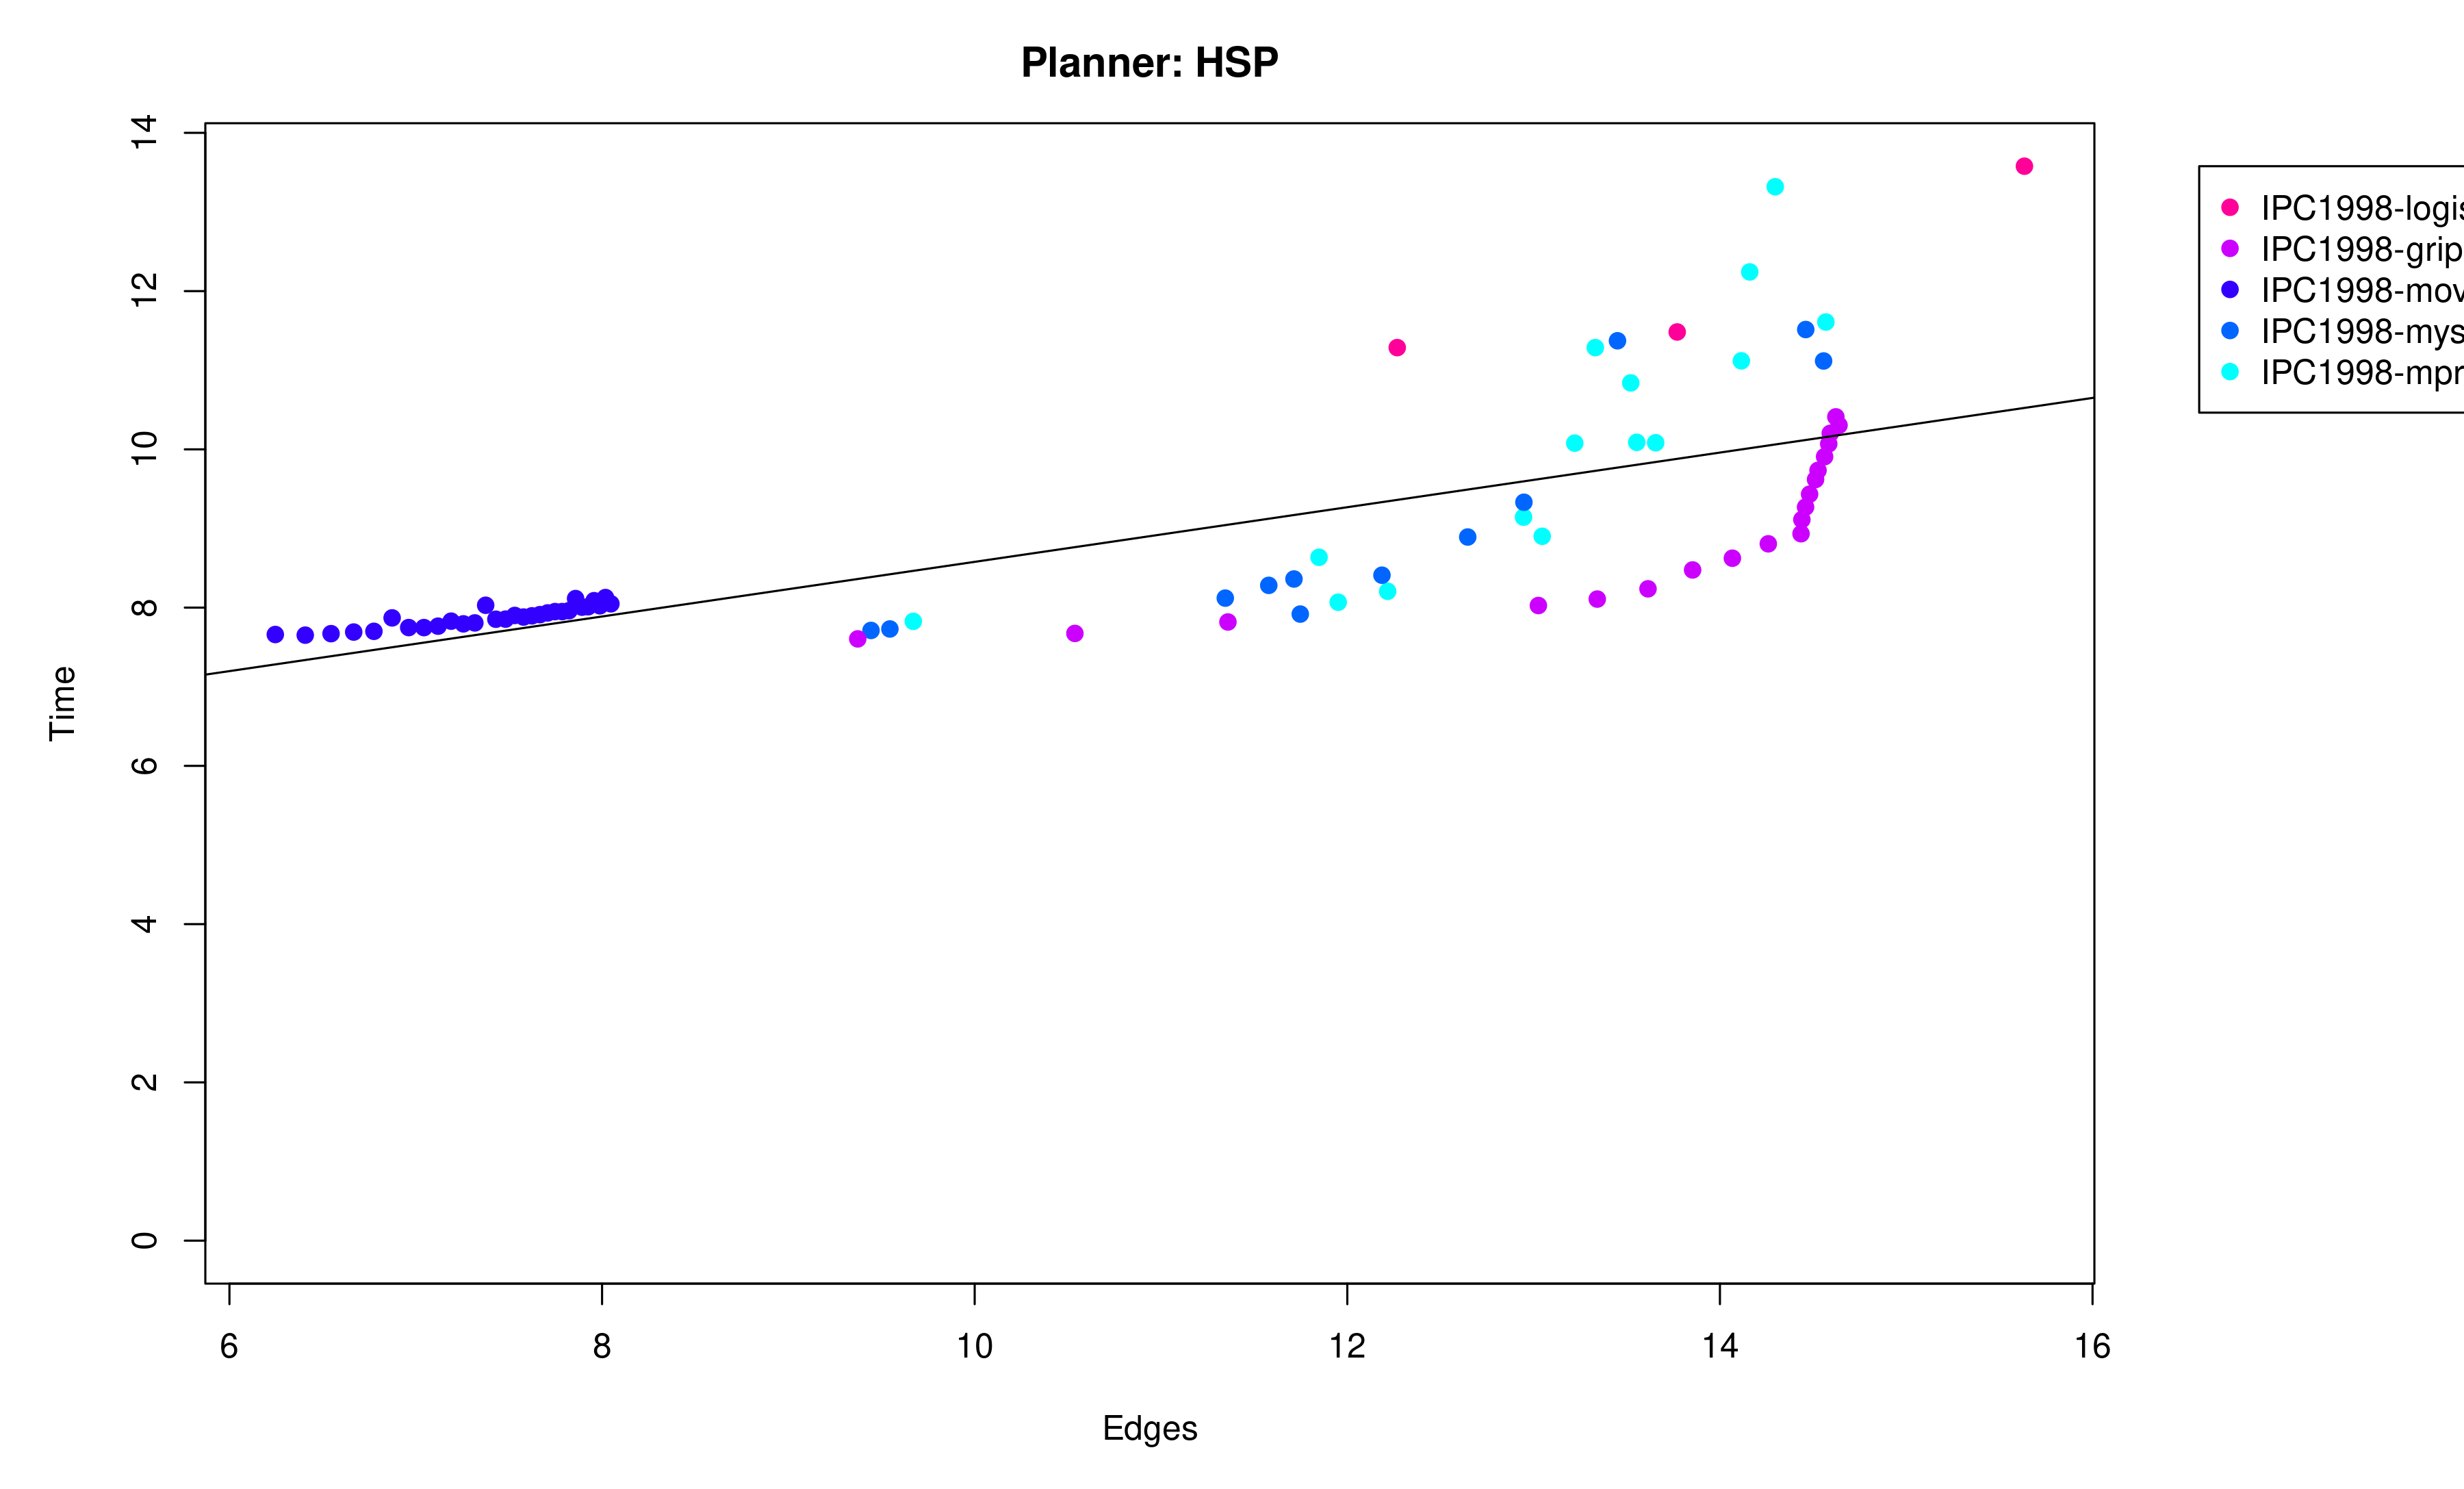 Planner: HSP
14
12
10
8
6
4
2
0
Time
6 8 10 12 14 16
Edges
IPC1998-logis
IPC1998-grip
IPC1998-mov
IPC1998-mys
IPC1998-mpr